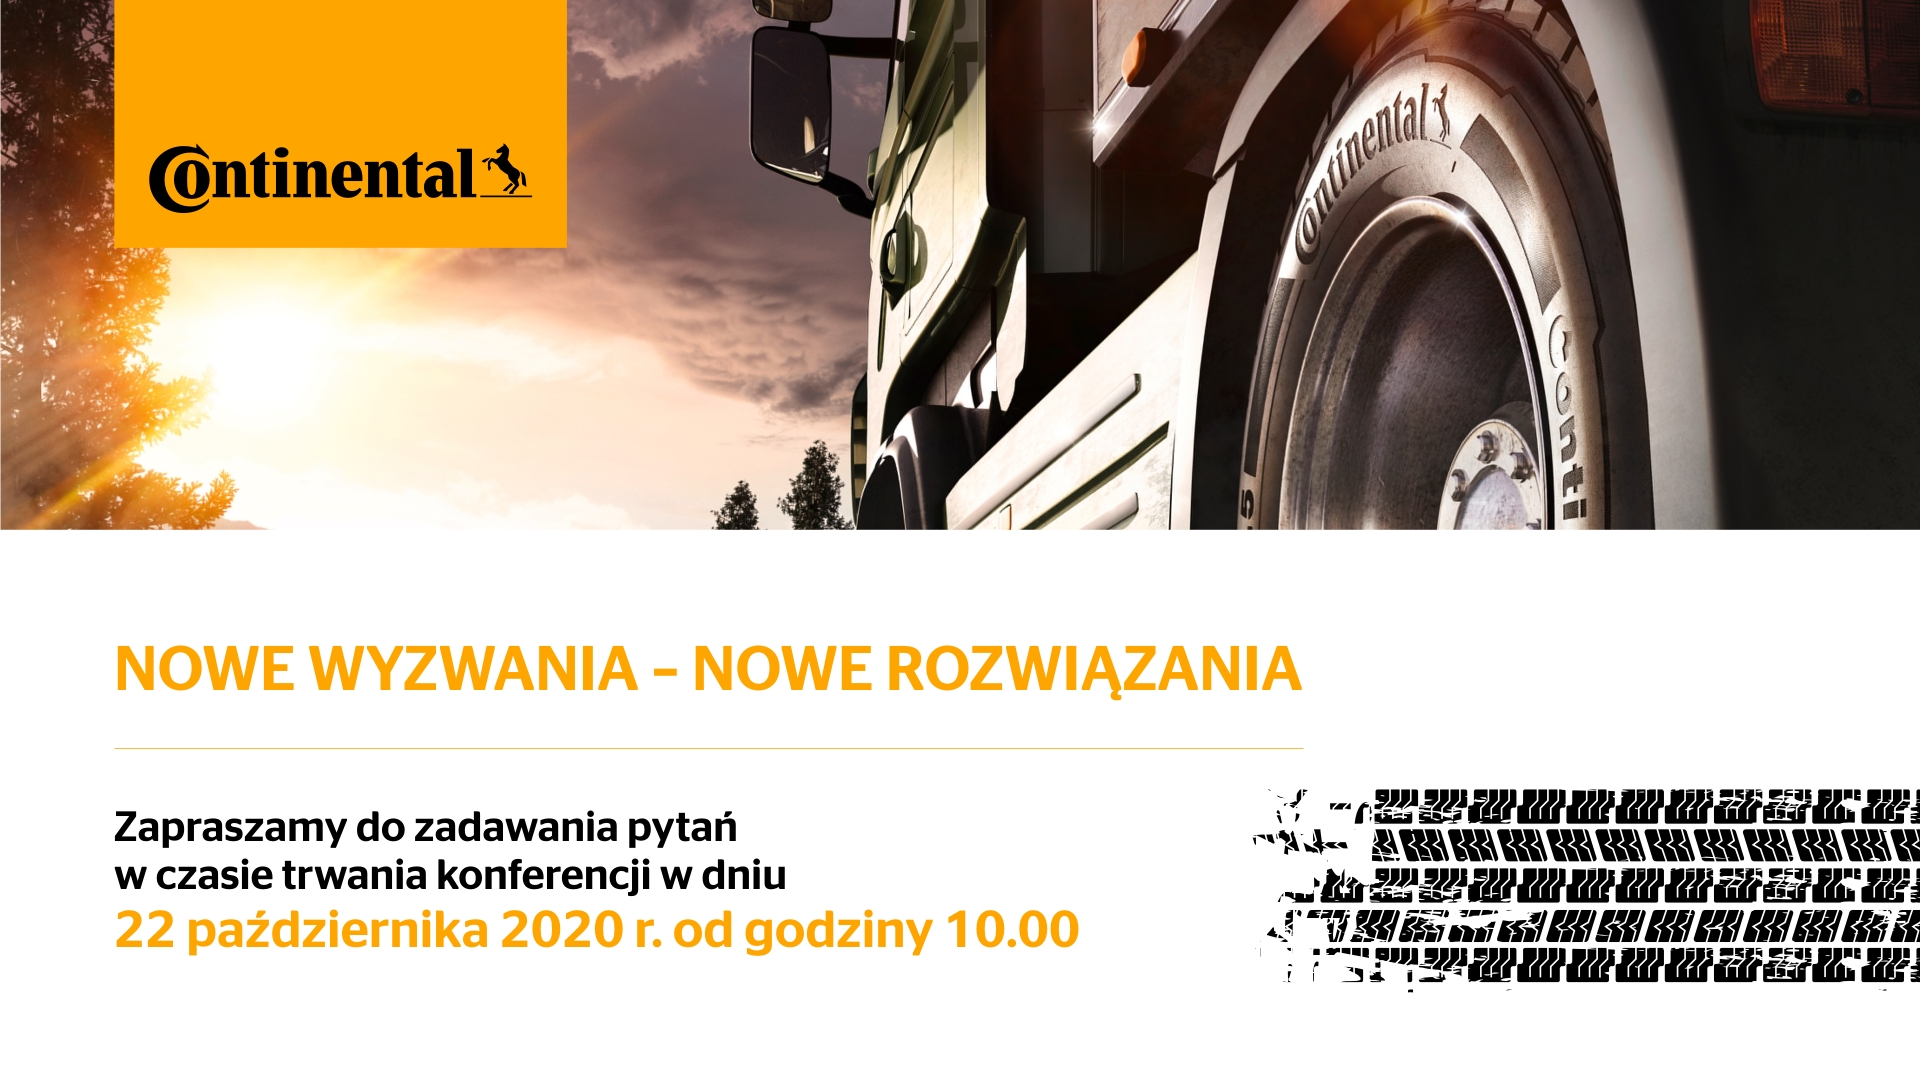 Continental
Continental
Conti
5
NOWE WYZWANIA – NOWE ROZWIĄZANIA
Zapraszamy do zadawania pytań
w czasie trwania konferencji w dniu
22 października 2020 r. od godziny 10.00